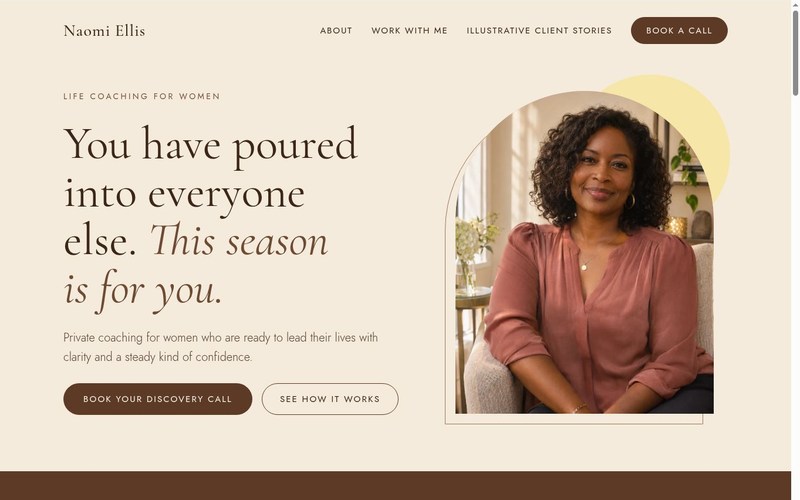 Naomi Ellis
ABOUT
WORK WITH ME
ILLUSTRATIVE CLIENT STORIES
BOOK A CALL
LIFE COACHING FOR WOMEN
You have poured
into everyone
else. This season
is for you.
Private coaching for women who are ready to lead their lives with
clarity and a steady kind of confidence.
BOOK YOUR DISCOVERY CALL
SEE HOW IT WORKS